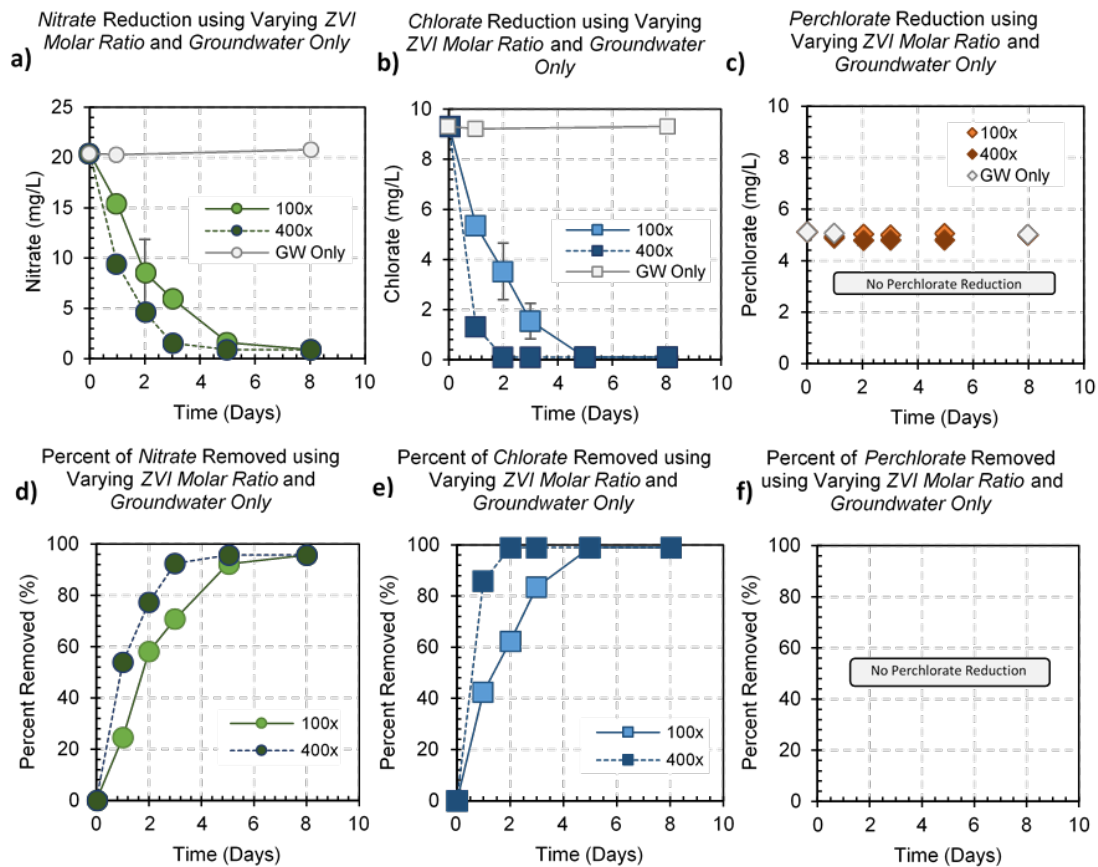 Nitrate Reduction using Varying ZVI
Molar Ratio and Groundwater Only
a)
Nitrate (mg/L)
25
20
15
10
5
0
100x
400x
GW Only
0 2 4 6 8 10
Time (Days)
Chlorate Reduction using Varying
ZVI Molar Ratio and Groundwater
Only
b)
Chlorate (mg/L)
10
8
6
4
2
0
100x
400x
GW Only
0 2 4 6 8 10
Time (Days)
Perchlorate Reduction using
Varying ZVI Molar Ratio and
Groundwater Only
c)
Perchlorate (mg/L)
10
8
6
4
2
0
100x
400x
GW Only
No Perchlorate Reduction
0 2 4 6 8 10
Time (Days)
Percent of Nitrate Removed using
Varying ZVI Molar Ratio and
Groundwater Only
d)
Percent Removed (%)
100
80
60
40
20
0
100x
400x
0 2 4 6 8 10
Time (Days)
Percent of Chlorate Removed using
Varying ZVI Molar Ratio and
Groundwater Only
e)
Percent Removed (%)
100
80
60
40
20
0
100x
400x
0 2 4 6 8 10
Time (Days)
Percent of Perchlorate Removed
using Varying ZVI Molar Ratio and
Groundwater Only
f)
Percent Removed (%)
100
80
60
40
20
0
No Perchlorate Reduction
0 2 4 6 8 10
Time (Days)